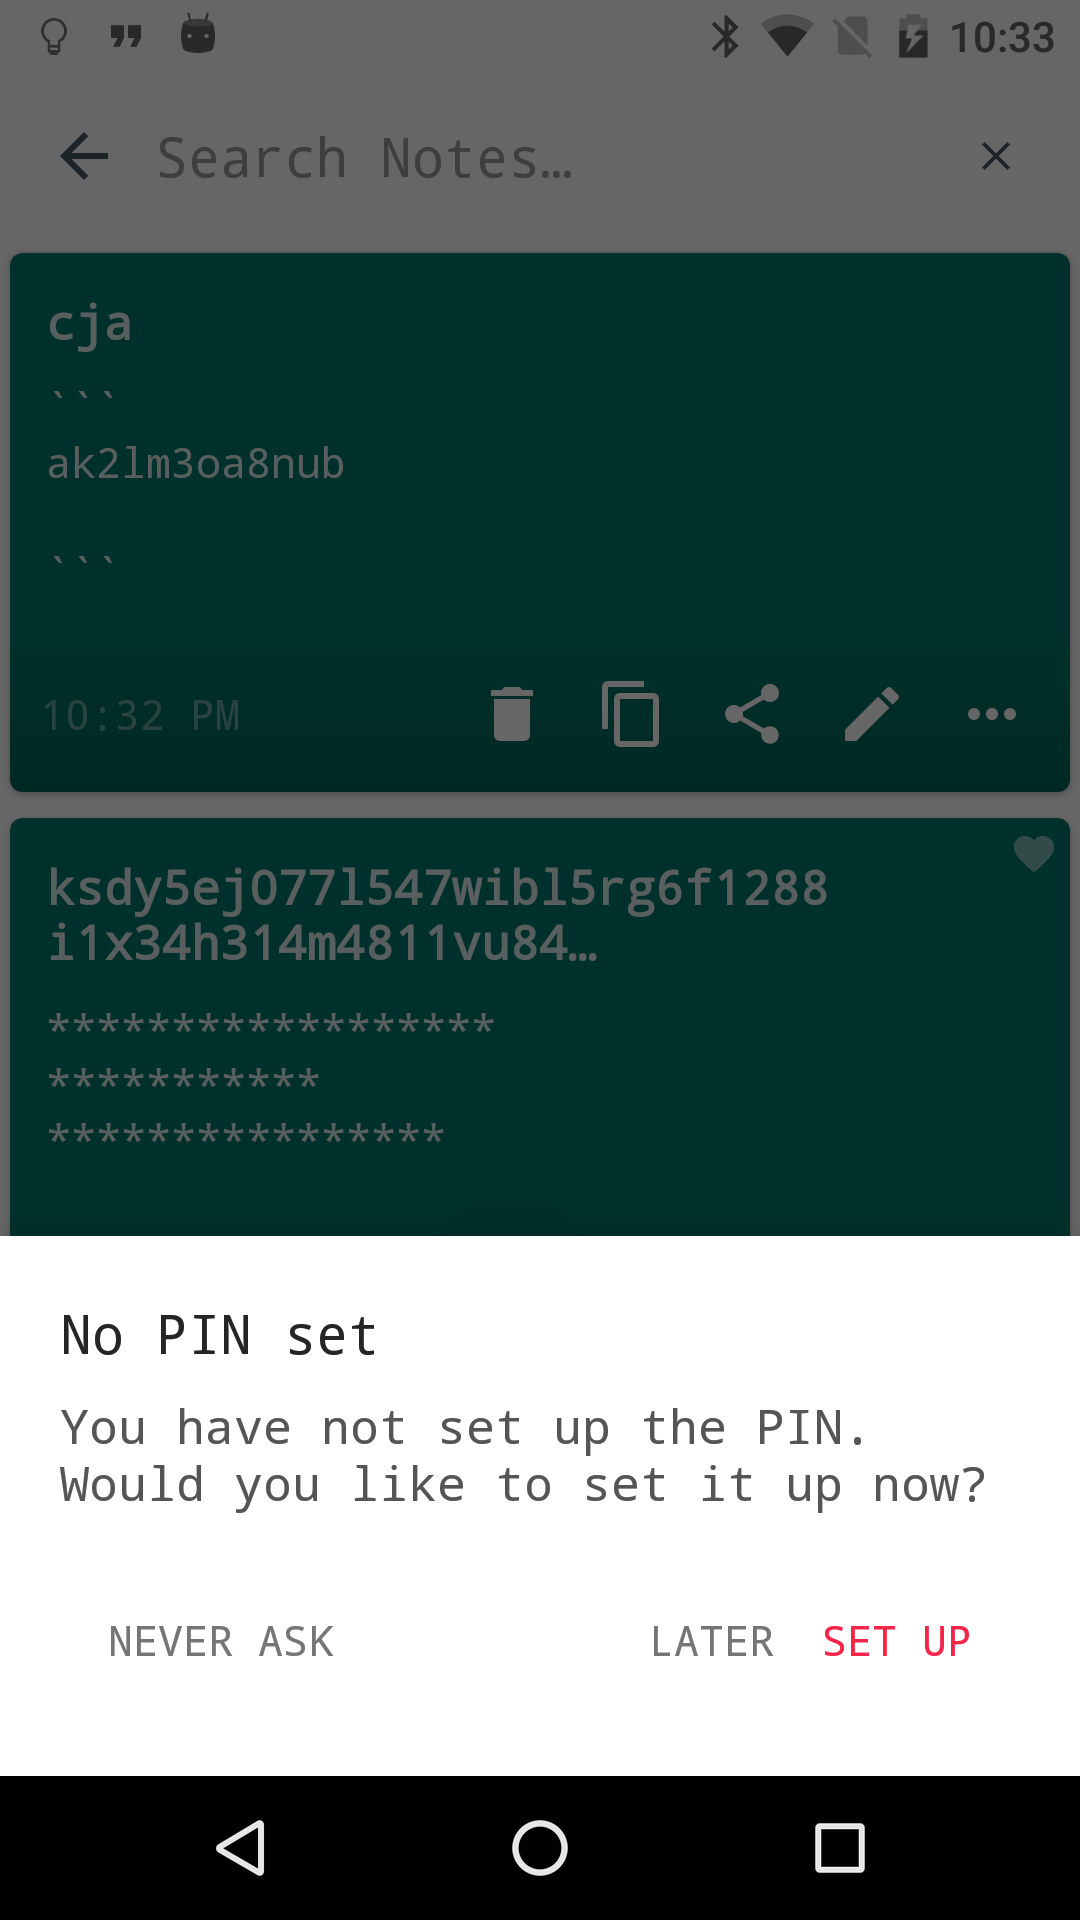 10:33
Search Notes…
cja
```
ak2lm3oa8nub
```
10:32 PM
ksdy5ej077l547wibl5rg6f1288
i1x34h314m4811vu84…
******************
***********
****************
No PIN set
You have not set up the PIN.
Would you like to set it up now?
NEVER ASK
LATER
SET UP